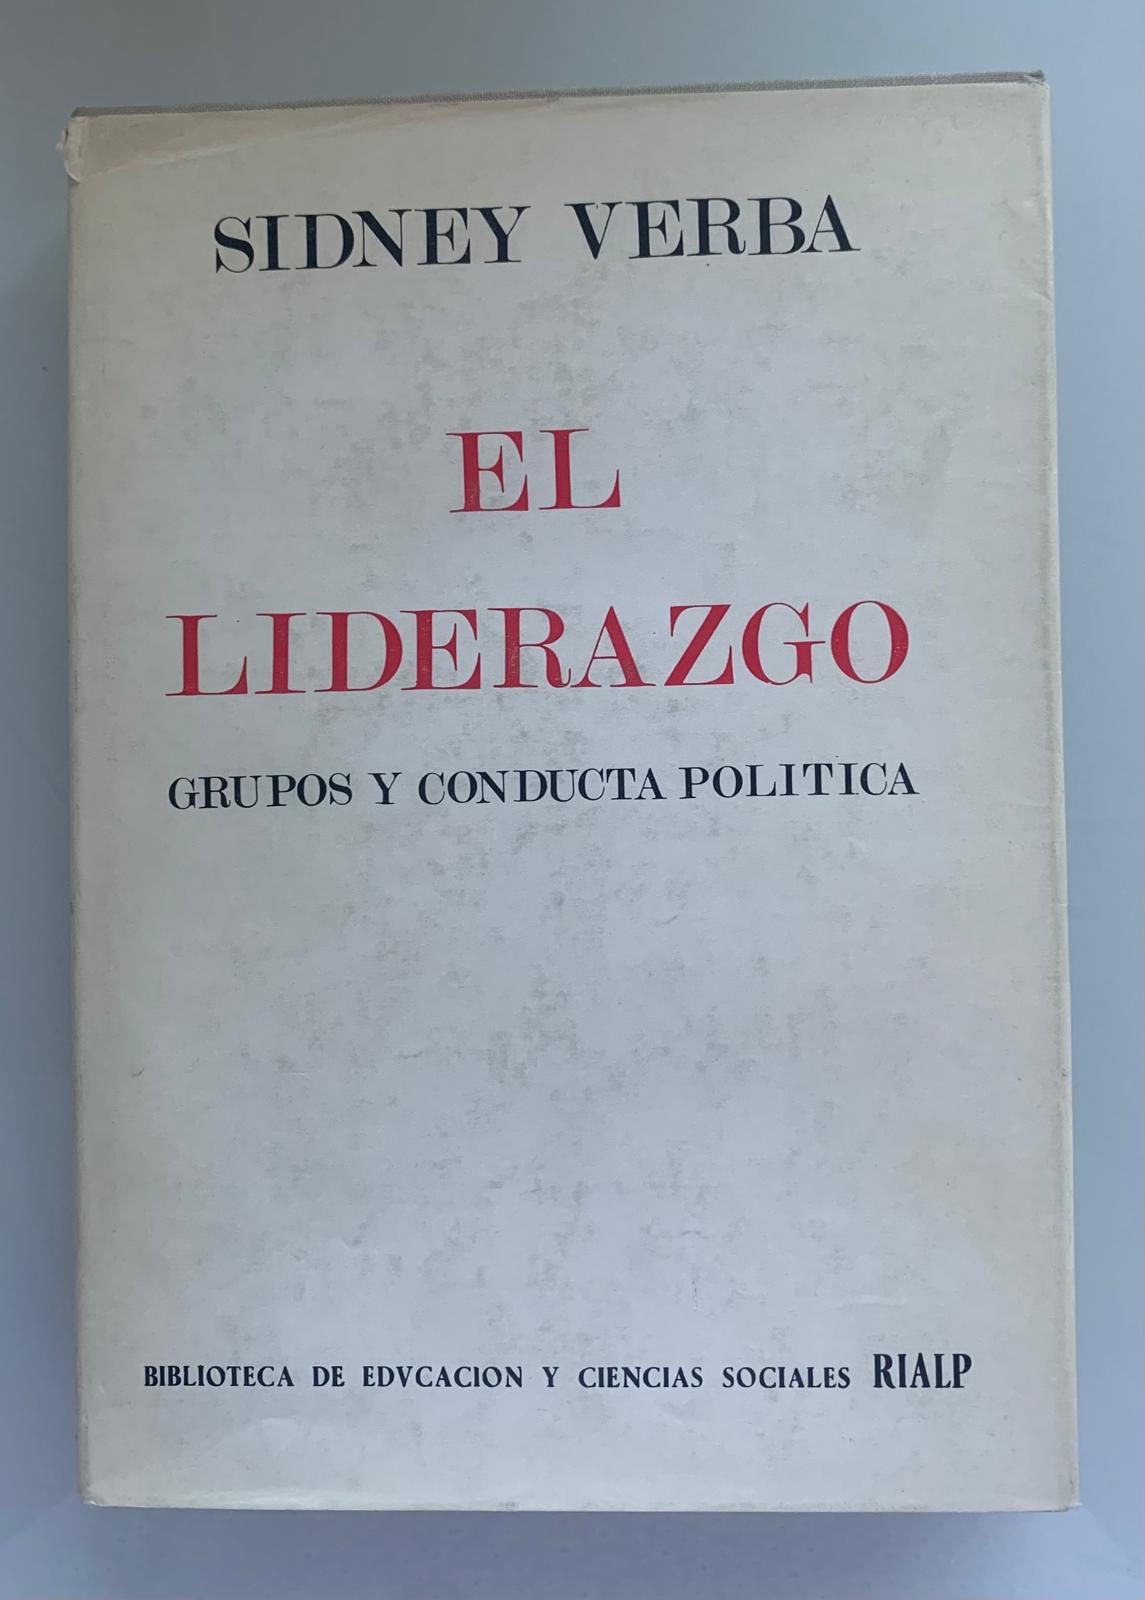 SIDNEY VERBA
EL
LIDERAZGO
GRUPOS Y CONDUCTA POLITICA
BIBLIOTECA DE EDVCACION Y CIENCIAS SOCIALES RIALP